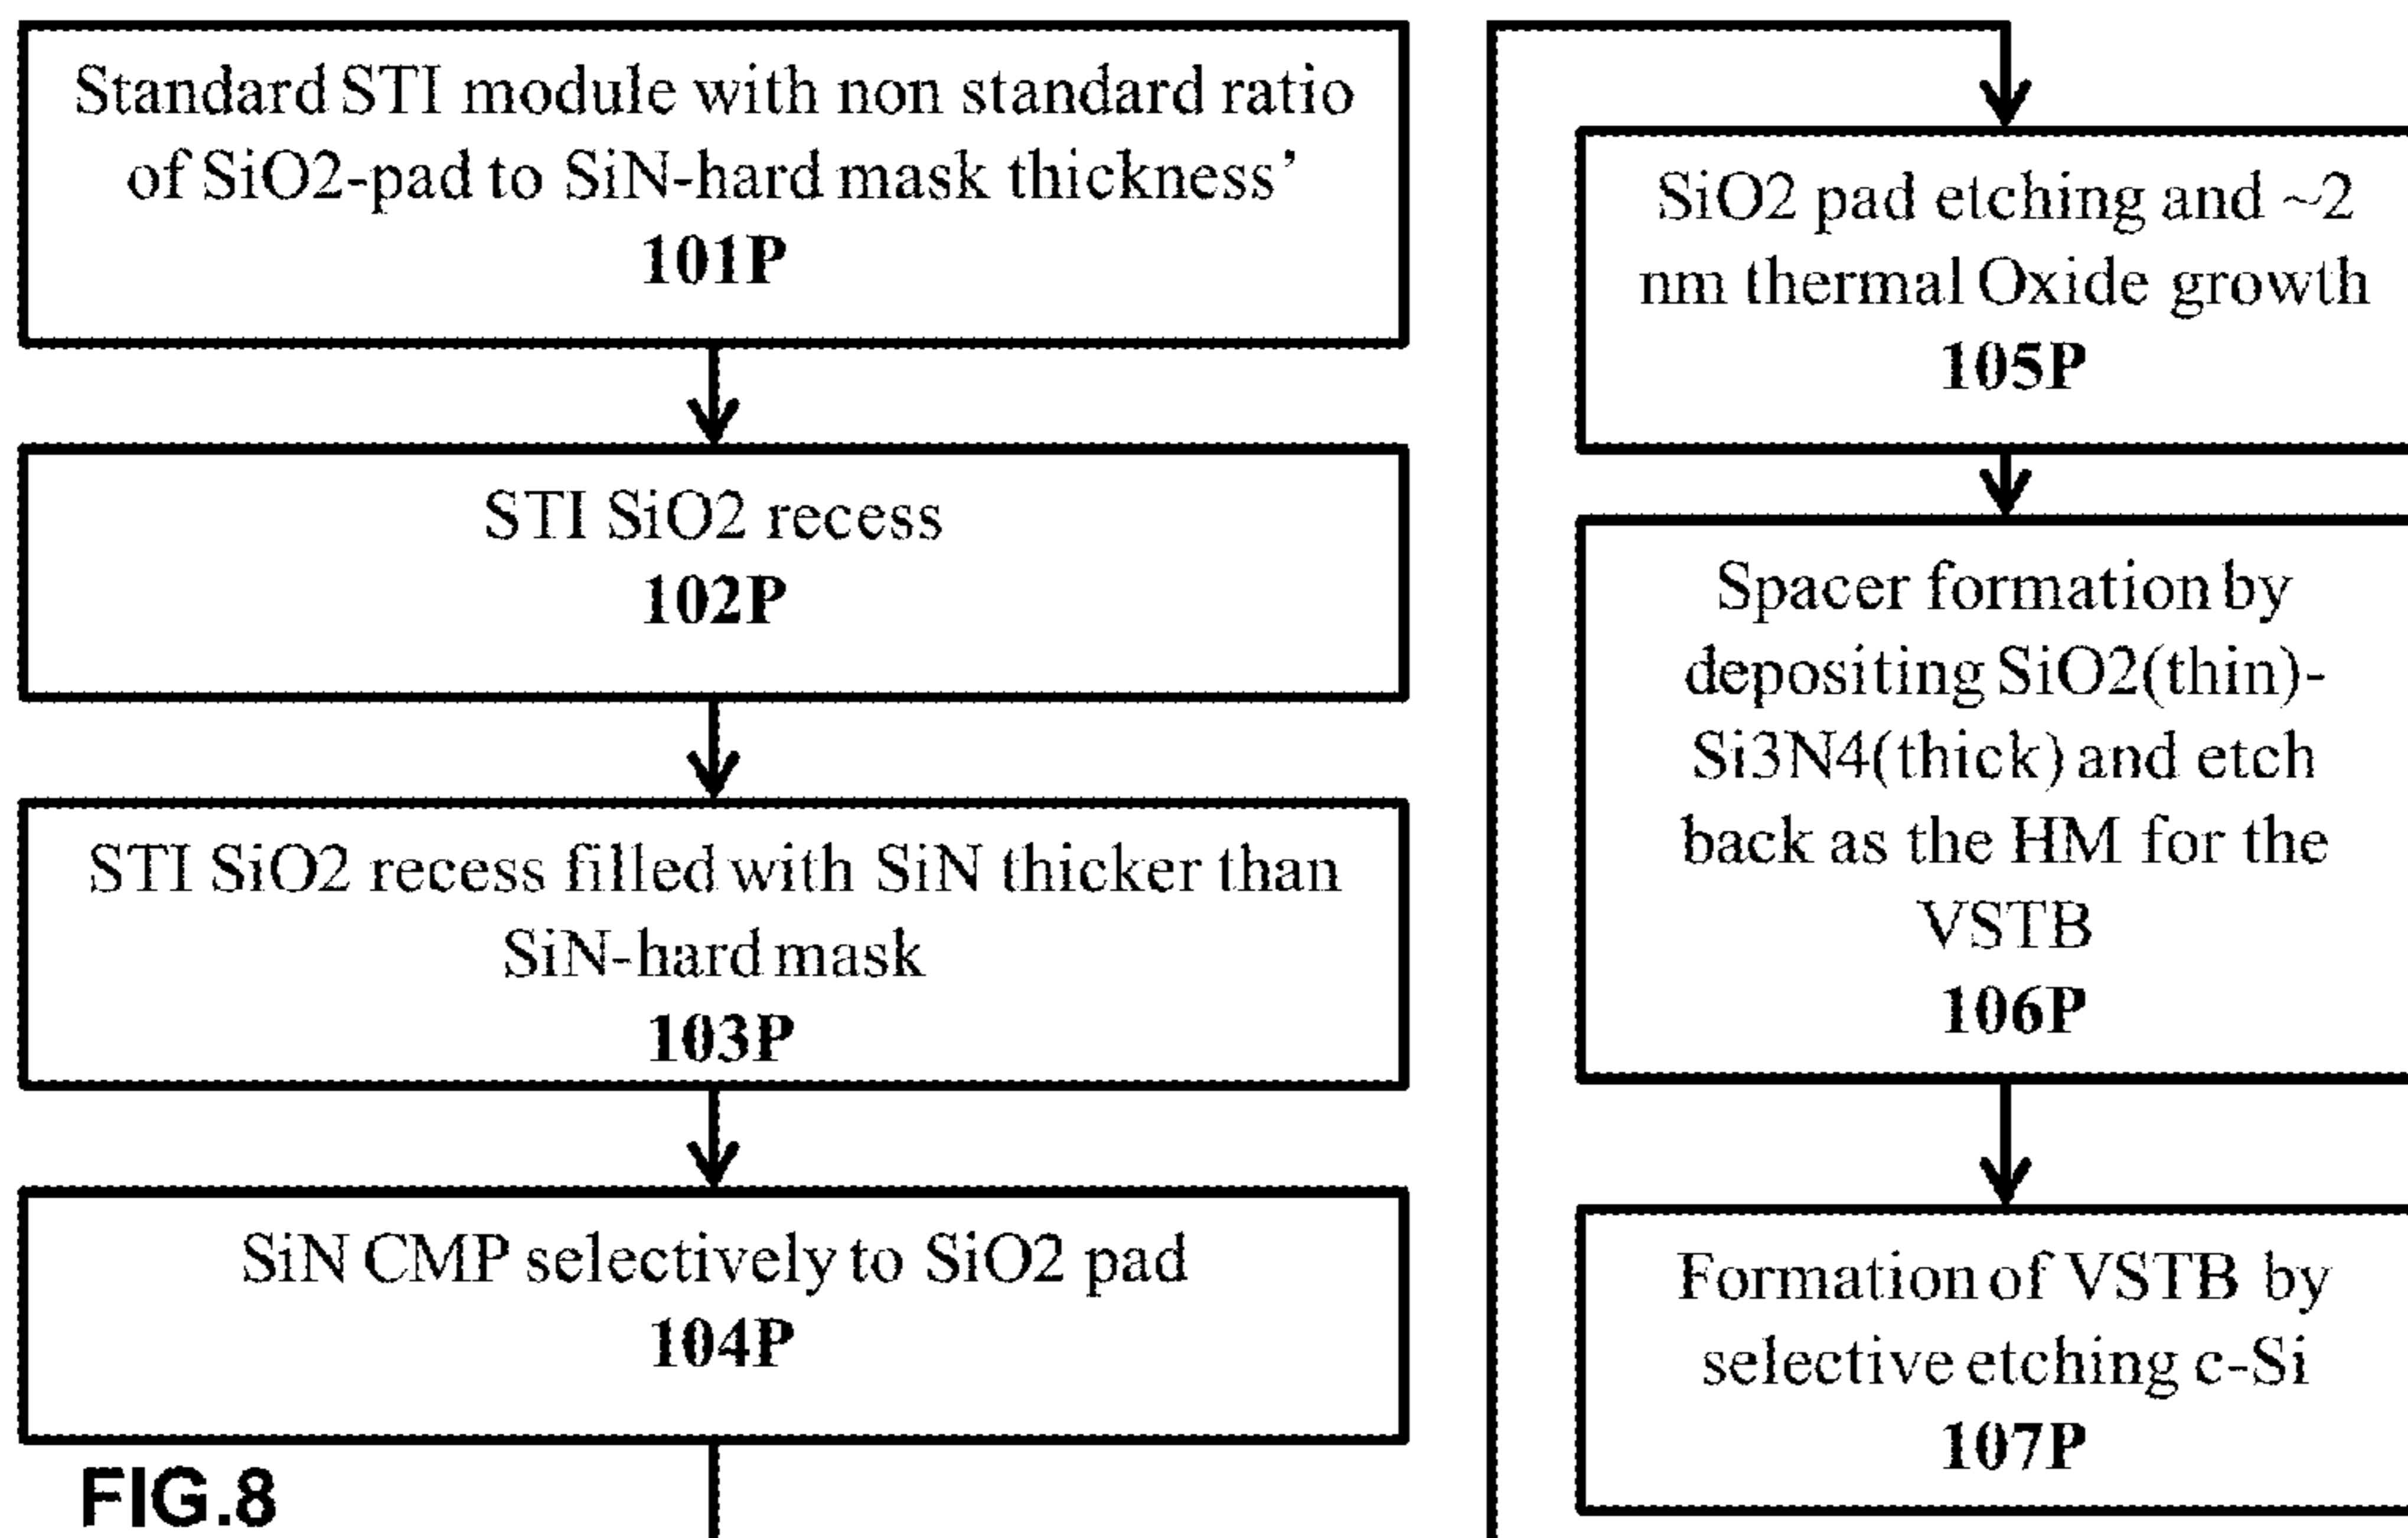 Standard STI module with non standard ratio
of SiO2-pad to SiN-hard mask thickness’
101P
STI SiO2 recess
102P
STI SiO2 recess filled with SiN thicker than
SiN-hard mask
103P
SiN CMP selectively to SiO2 pad
104P
SiO2 pad etching and ~2
nm thermal Oxide growth
105P
Spacer formation by
depositing SiO2(thin)-
Si3N4(thick) and etch
back as the HM for the
VSTB
106P
Formation of VSTB by
selective etching c-Si
107P
FIG.8